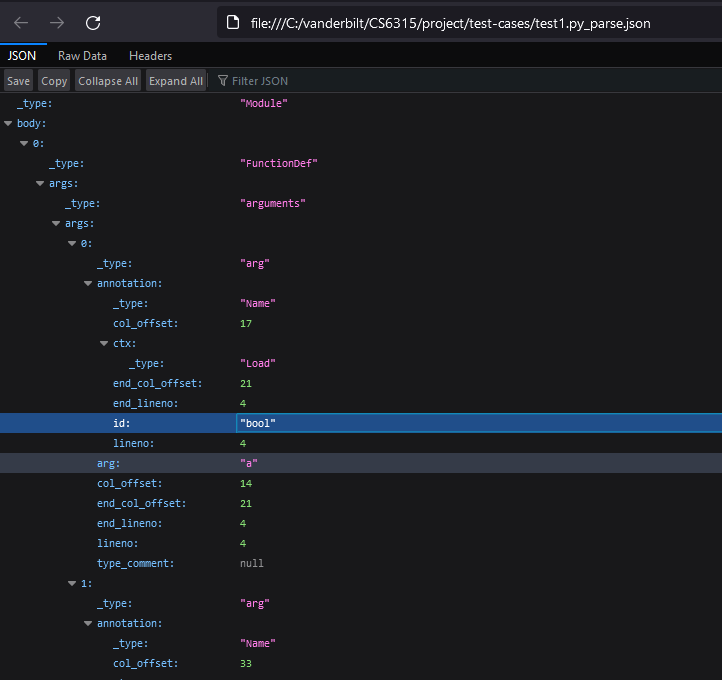 file:///C:/vanderbilt/CS6315/project/test-cases/test1.py_parse.json
JSON Raw Data Headers
Save Copy Collapse All Expand All Filter JSON
_type: "Module"
body:
0:
_type: "FunctionDef"
args:
_type: "arguments"
args:
0:
_type: "arg"
annotation:
_type: "Name"
col_offset: 17
ctx:
_type: "Load"
end_col_offset: 21
end_lineno: 4
id: "bool"
lineno: 4
arg: "a"
col_offset: 14
end_col_offset: 21
end_lineno: 4
lineno: 4
type_comment: null
1:
_type: "arg"
annotation:
_type: "Name"
col_offset: 33